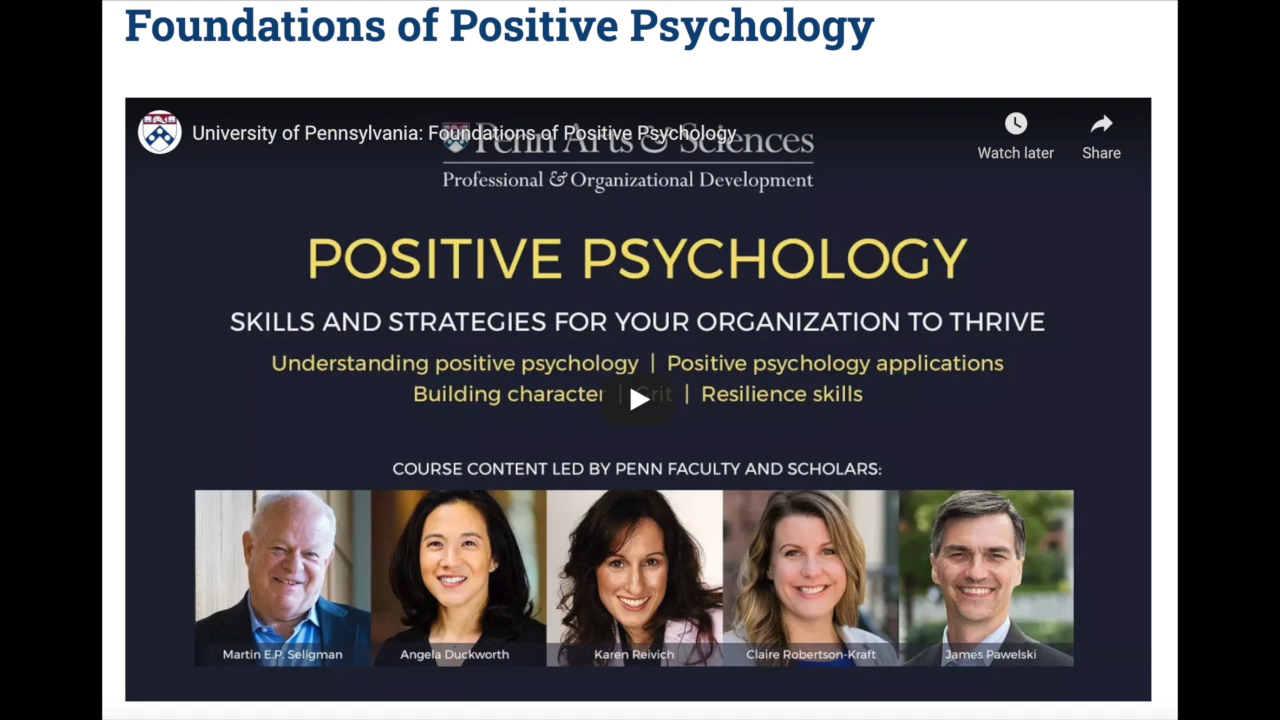 Foundations of Positive Psychology
University of Pennsylvania: Foundations of Positive Psychology
Penn Arts & Sciences
Watch later
Share
Professional & Organizational Development
POSITIVE PSYCHOLOGY
SKILLS AND STRATEGIES FOR YOUR ORGANIZATION TO THRIVE
Understanding positive psychology | Positive psychology applications
Building character | Grit | Resilience skills
COURSE CONTENT LED BY PENN FACULTY AND SCHOLARS:
Martin E.P. Seligman
Angela Duckworth
Karen Reivich
Claire Robertson-Kraft
James Pawelski